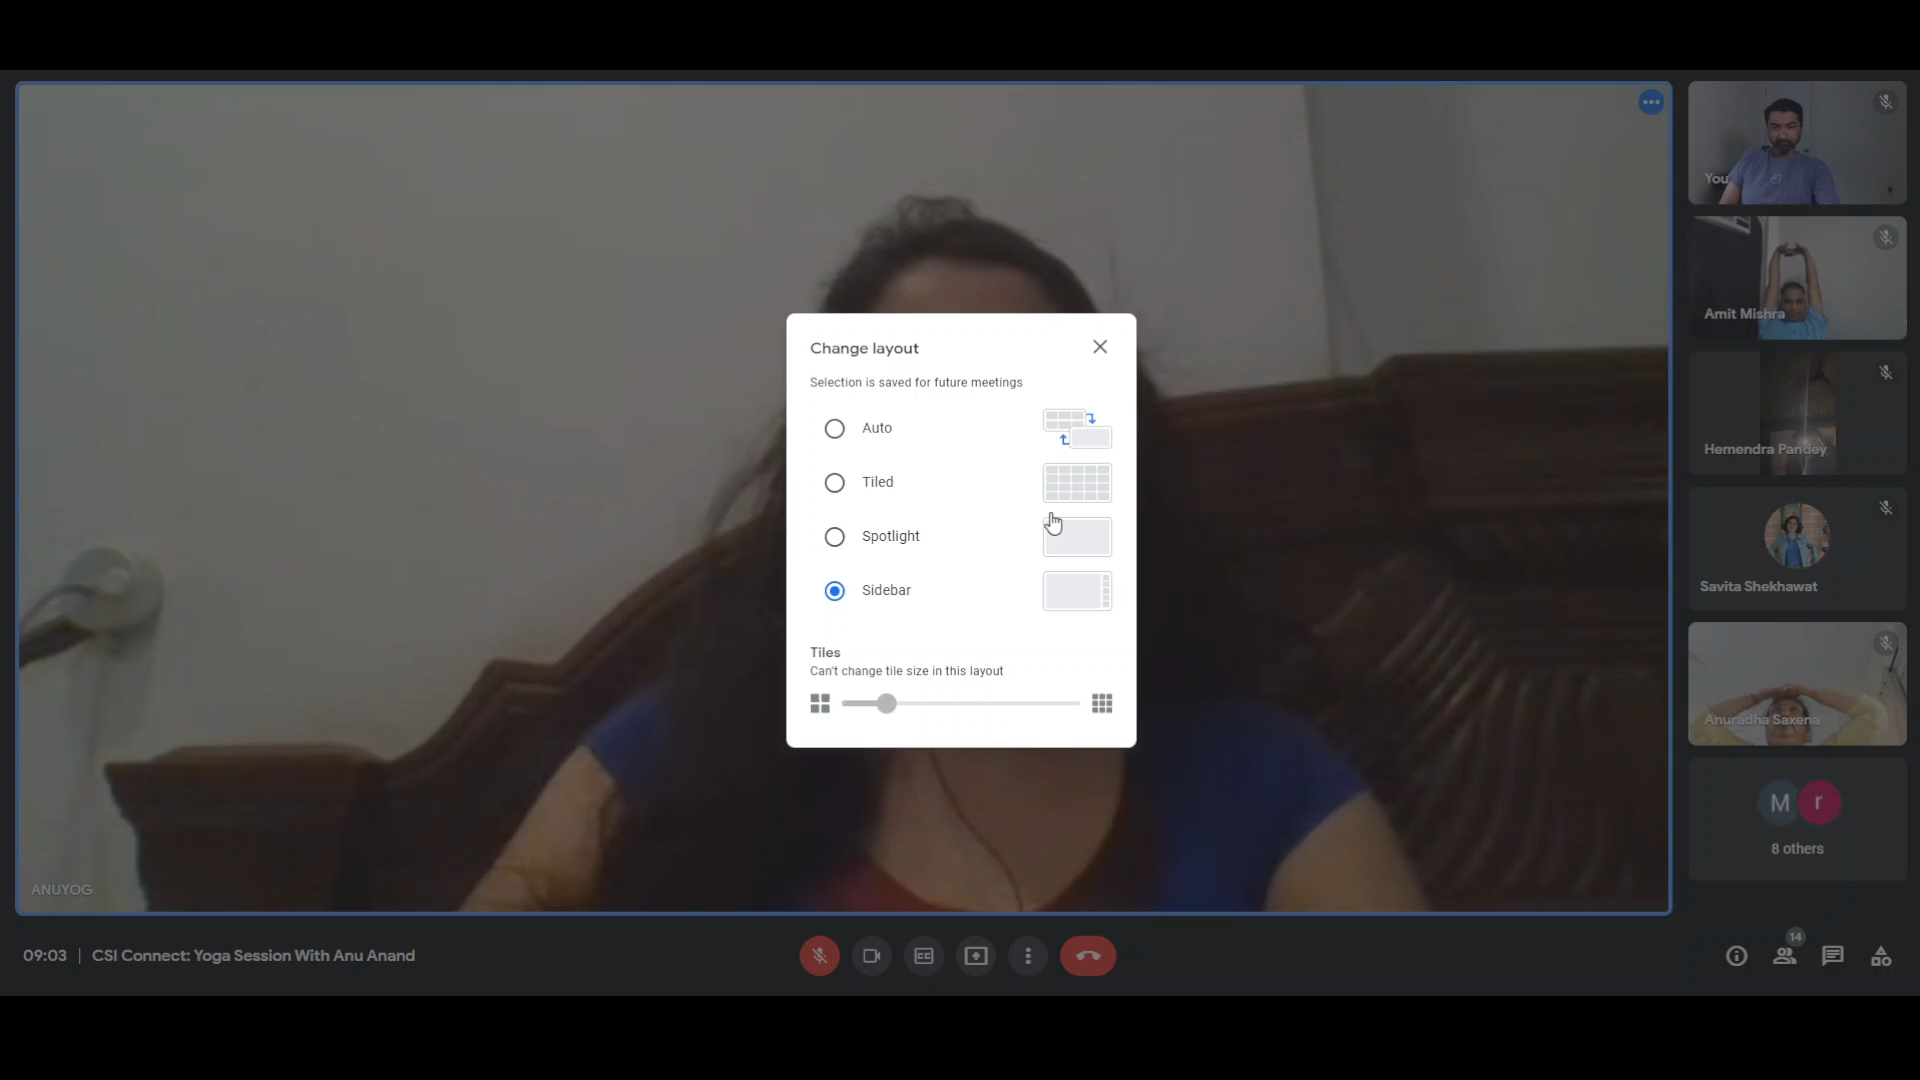 You
Amit Mishra
Change layout
Selection is saved for future meetings
Auto
Tiled
Hemendra Pandey
Spotlight
Sidebar
Savita Shekhawat
Tiles
Can't change tile size in this layout
Anuradha Saxena
M r
8 others
ANUYOG
09:03 | CSI Connect: Yoga Session With Anu Anand
CC
14